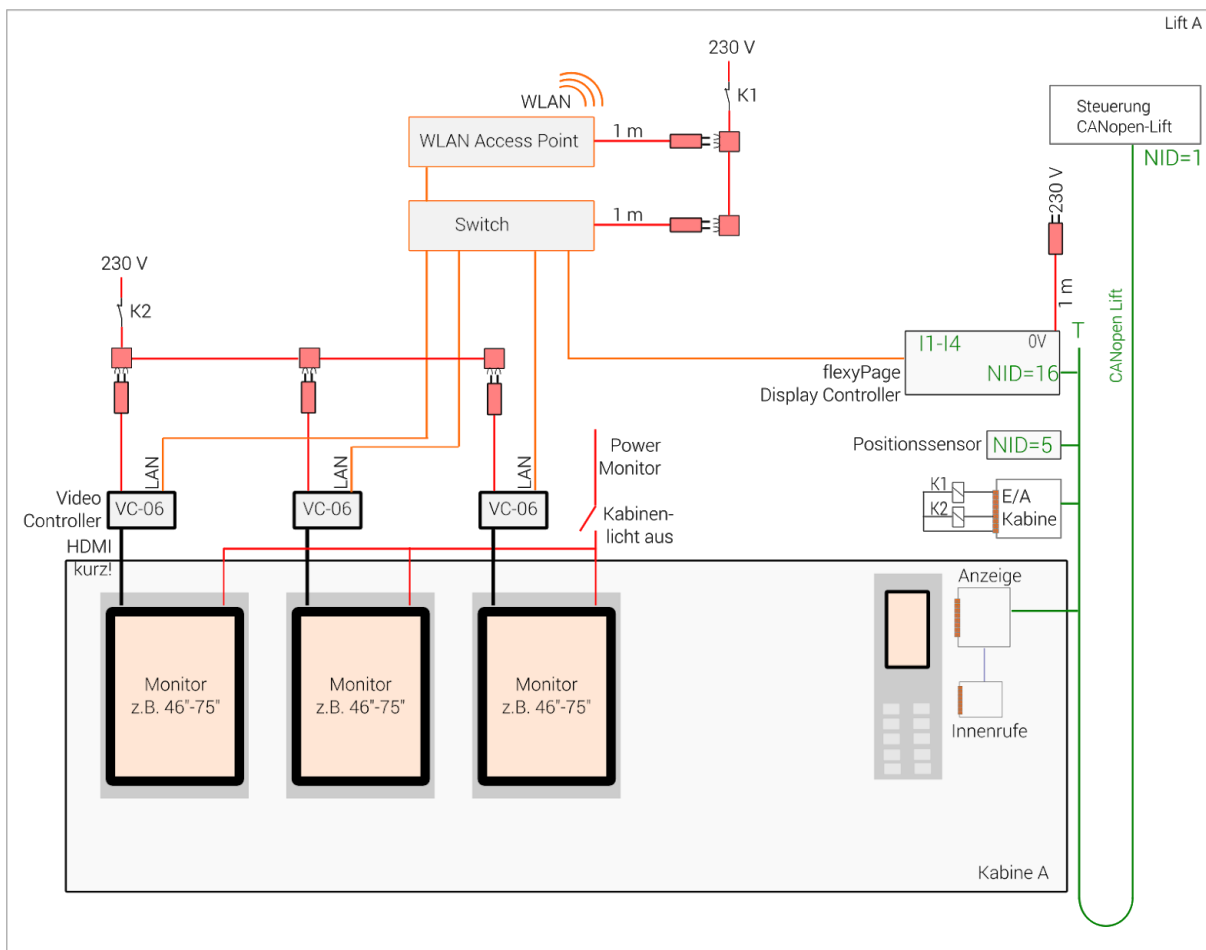 Lift A
230 V
K1
WLAN
WLAN Access Point
1 m
Steuerung
CANopen-Lift
NID=1
Switch
1 m
230 V
1 m
CANopen Lift
230 V
K2
T
I1-I4
0V
NID=16
flexyPage
Display Controller
Positionssensor
NID=5
K1
K2
E/A
Kabine
Power
Monitor
Kabinen-
licht aus
LAN
LAN
LAN
Video
Controller
VC-06
VC-06
VC-06
HDMI
kurz!
Anzeige
Innenrufe
Monitor
z.B. 46"-75"
Monitor
z.B. 46"-75"
Monitor
z.B. 46"-75"
Kabine A